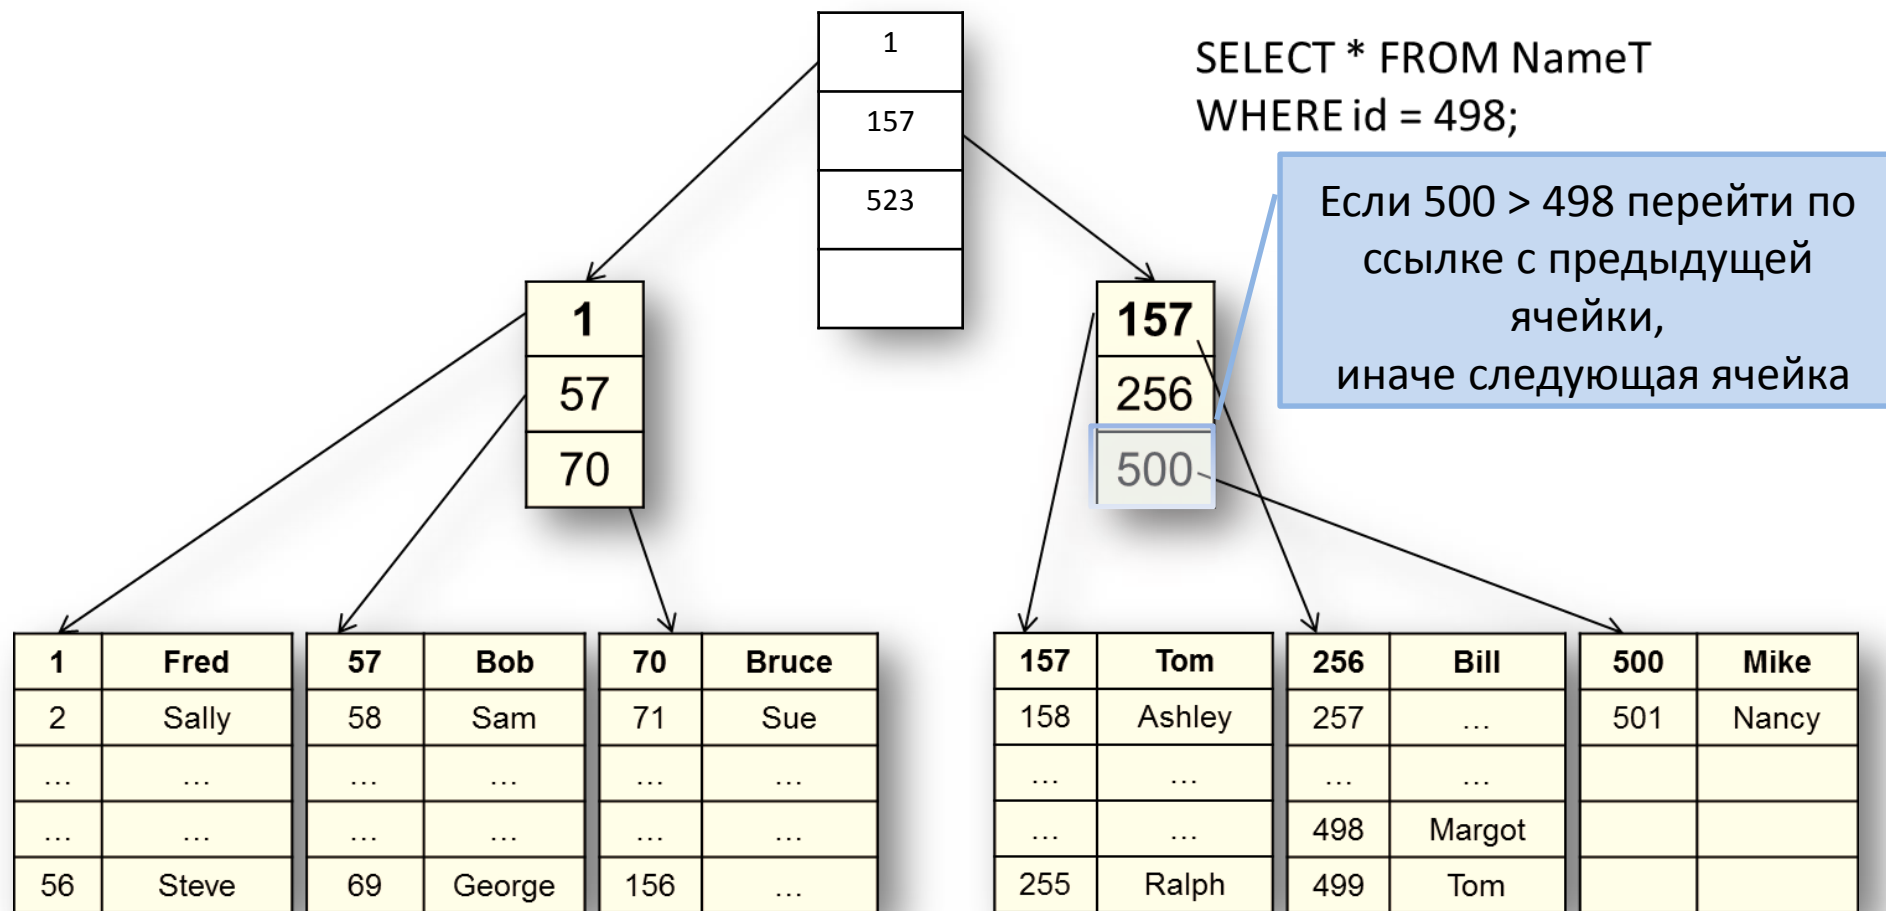 1
157
523
SELECT * FROM NameT
WHERE id = 498;
Если 500 > 498 перейти по
ссылке с предыдущей
ячейки,
иначе следующая ячейка
1
57
70
157
256
500
1 Fred
2 Sally
... ...
... ...
56 Steve
57 Bob
58 Sam
... ...
... ...
69 George
70 Bruce
71 Sue
... ...
... ...
156 ...
157 Tom
158 Ashley
... ...
... ...
255 Ralph
256 Bill
257 ...
... ...
498 Margot
499 Tom
500 Mike
501 Nancy